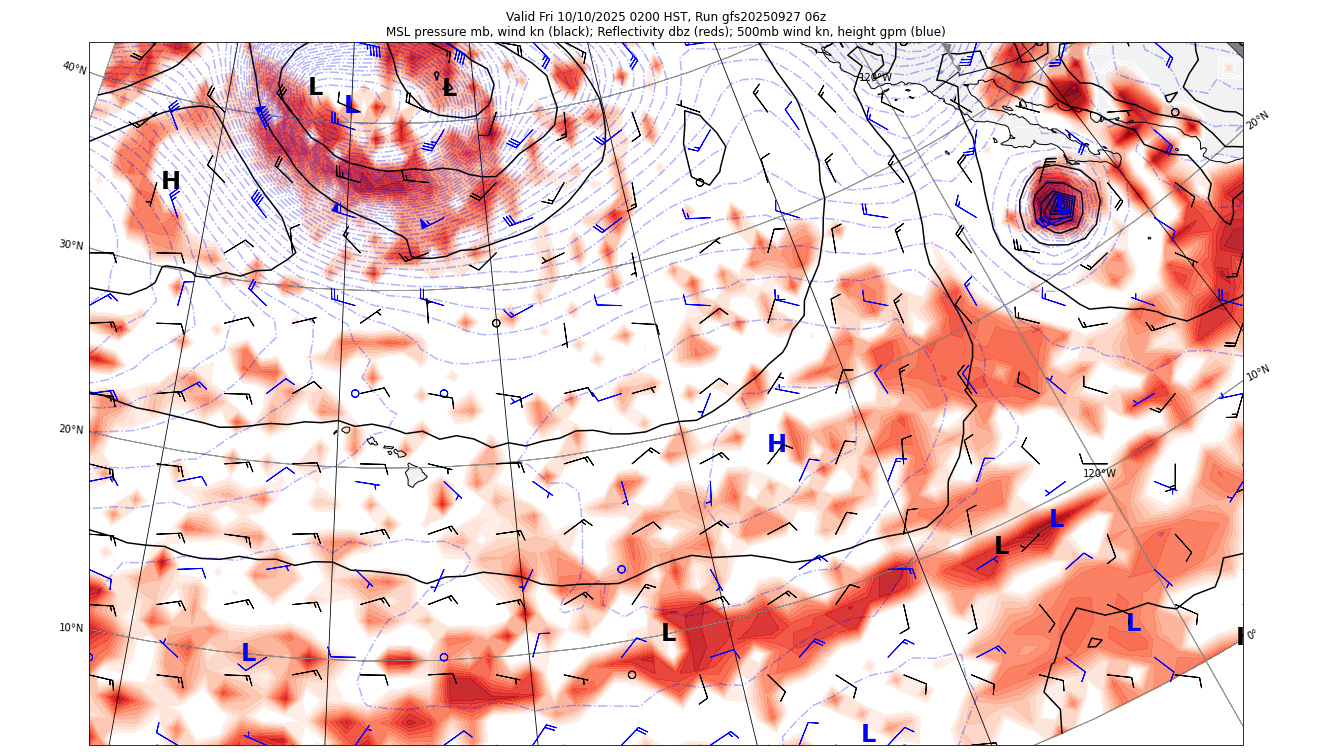 Valid Fri 10/10/2025 0200 HST, Run gfs20250927 06z
MSL pressure mb, wind kn (black); Reflectivity dbz (reds); 500mb wind kn, height gpm (blue)
40°N
L
L
L
120°W
20°N
H
L
30°N
10°N
20°N
H
120°W
L
L
10°N
L
L
L
0°
L